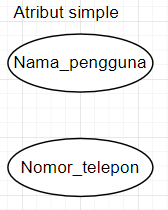 Atribut simple
Nama_pengguna
Nomor_telepon